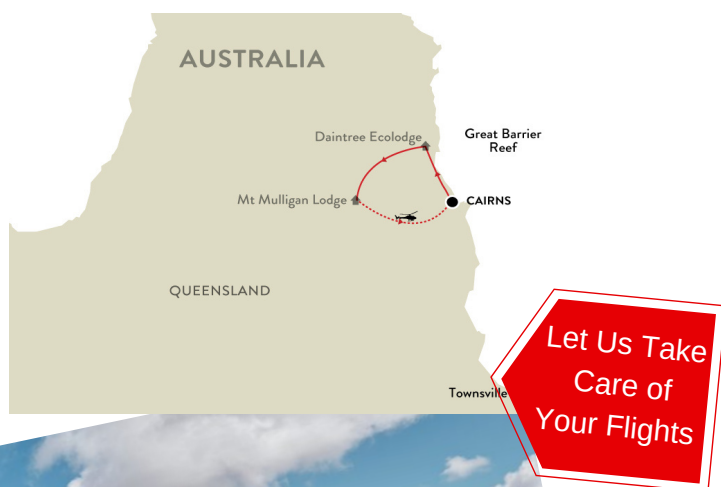 AUSTRALIA
Daintree Ecolodge
Great Barrier
Reef
Mt Mulligan Lodge
CAIRNS
QUEENSLAND
Townsville
Let Us Take
Care of
Your Flights